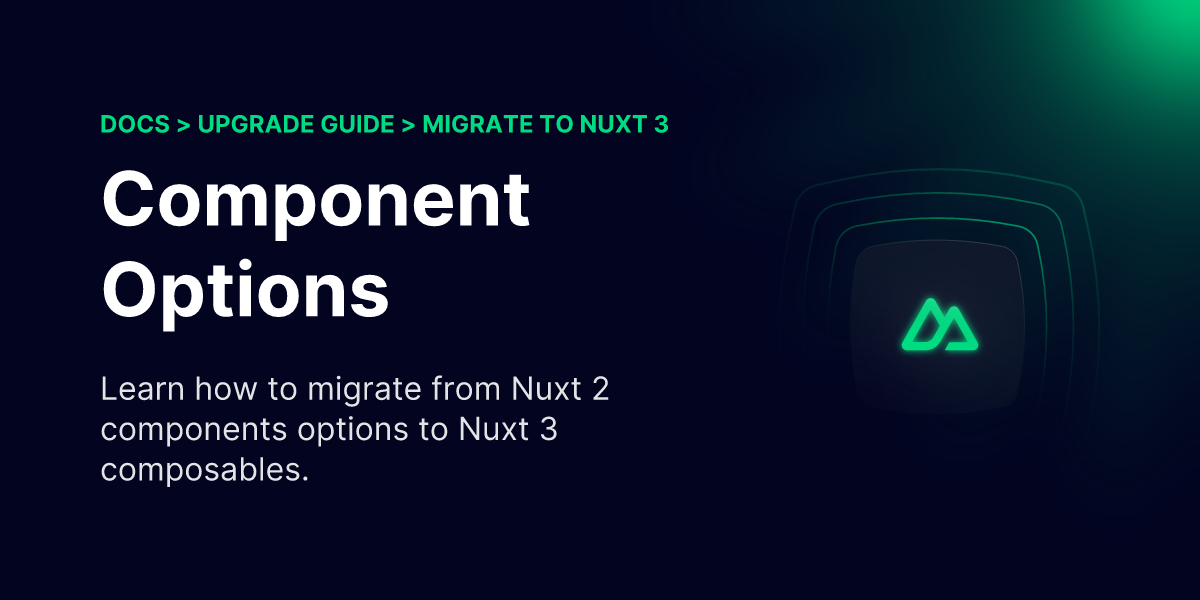 DOCS > UPGRADE GUIDE > MIGRATE TO NUXT 3
Component
Options
Learn how to migrate from Nuxt 2
components options to Nuxt 3
composables.